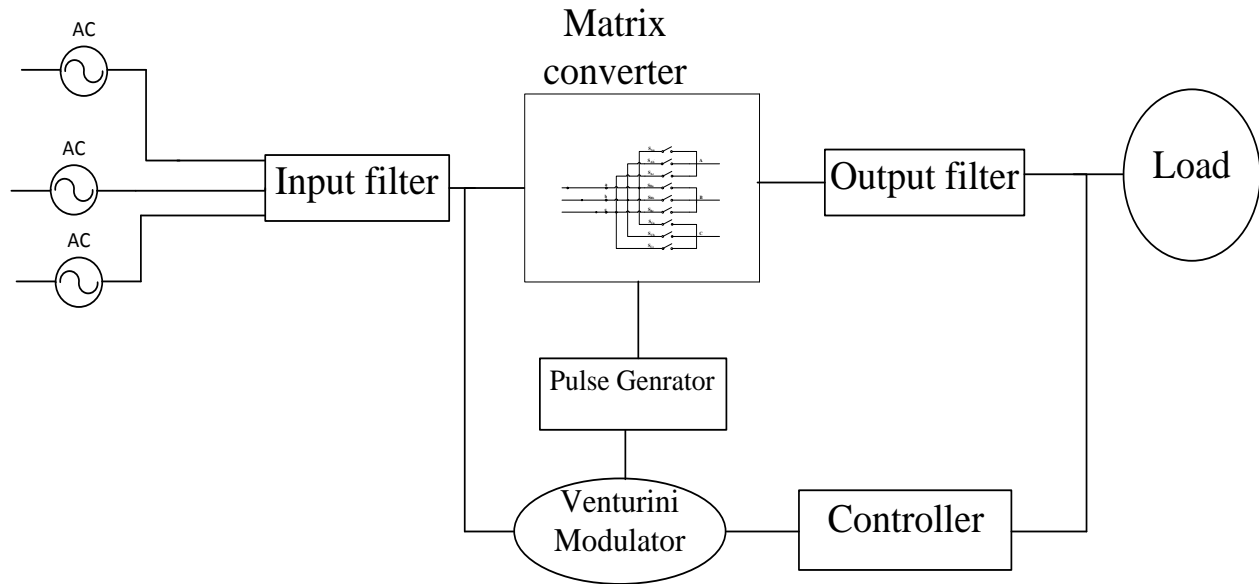 AC
Matrix
converter
AC
Input filter
Output filter
Load
AC
A
B
C
Pulse Genrator
Venturini
Modulator
Controller